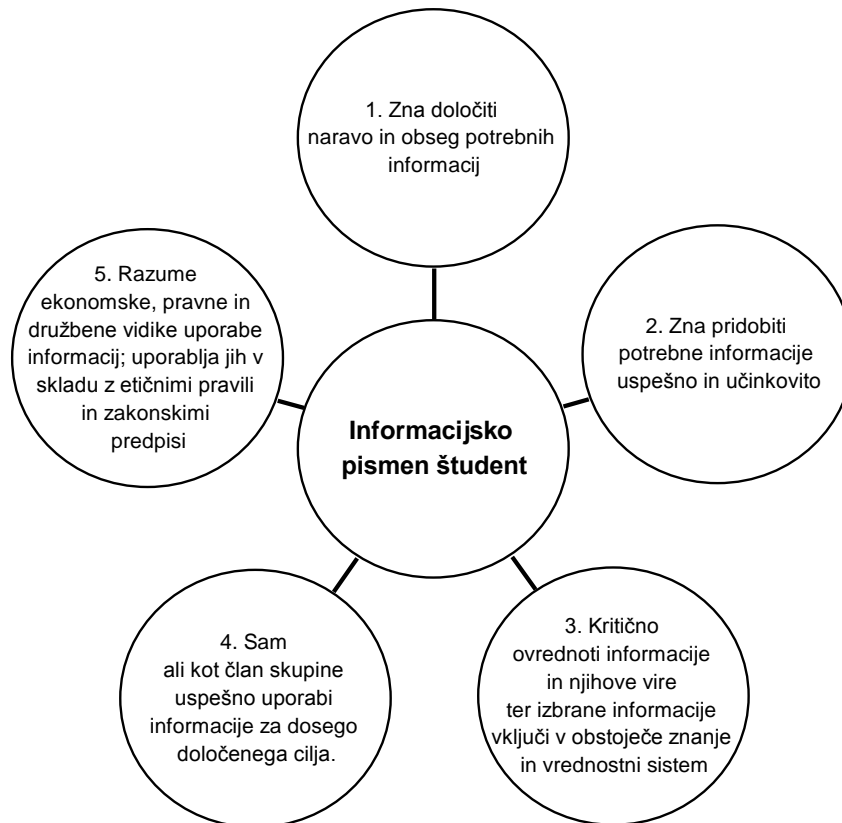 1. Zna določiti
naravo in obseg potrebnih
informacij
5. Razume
ekonomske, pravne in
družbene vidike uporabe
informacij; uporablja jih v
skladu z etičnimi pravili
in zakonskimi
predpisi
2. Zna pridobiti
potrebne informacije
uspešno in učinkovito
Informacijsko
pismen študent
4. Sam
ali kot član skupine
uspešno uporabi
informacije za dosego
določenega cilja.
3. Kritično
ovrednoti informacije
in njihove vire
ter izbrane informacije
vključi v obstoječe znanje
in vrednostni sistem